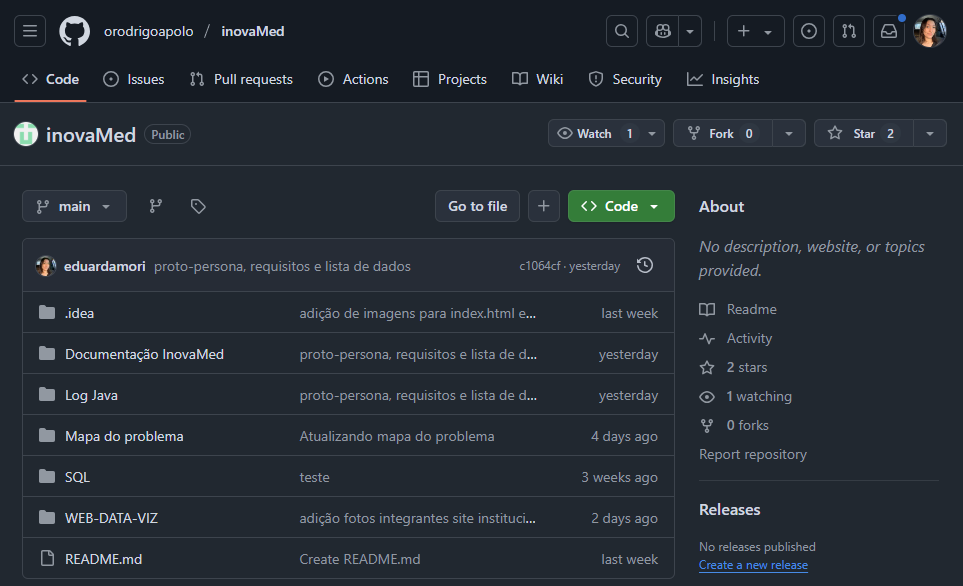 orodrigoapolo / inovaMed
Code Issues Pull requests Actions Projects Wiki Security Insights
inovaMed Public Watch 1 Fork 0 Star 2
main Go to file Code
eduardamori proto-persona, requisitos e lista de dados c1064cf · yesterday
.idea adição de imagens para index.html e... last week
Documentação InovaMed proto-persona, requisitos e lista de d... yesterday
Log Java proto-persona, requisitos e lista de d... yesterday
Mapa do problema Atualizando mapa do problema 4 days ago
SQL teste 3 weeks ago
WEB-DATA-VIZ adição fotos integrantes site instituci... 2 days ago
README.md Create README.md last week
About
No description, website, or topics
provided.
Readme
Activity
2 stars
1 watching
0 forks
Report repository
Releases
No releases published
Create a new release